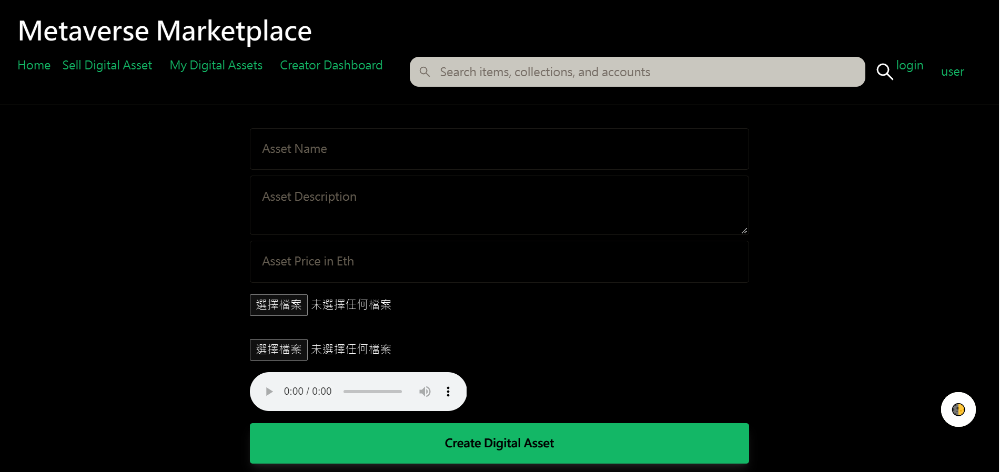 Metaverse Marketplace
Home Sell Digital Asset My Digital Assets Creator Dashboard Search items, collections, and accounts login user
Asset Name
Asset Description
Asset Price in Eth
選擇檔案 未選擇任何檔案
選擇檔案 未選擇任何檔案
0:00 / 0:00
Create Digital Asset